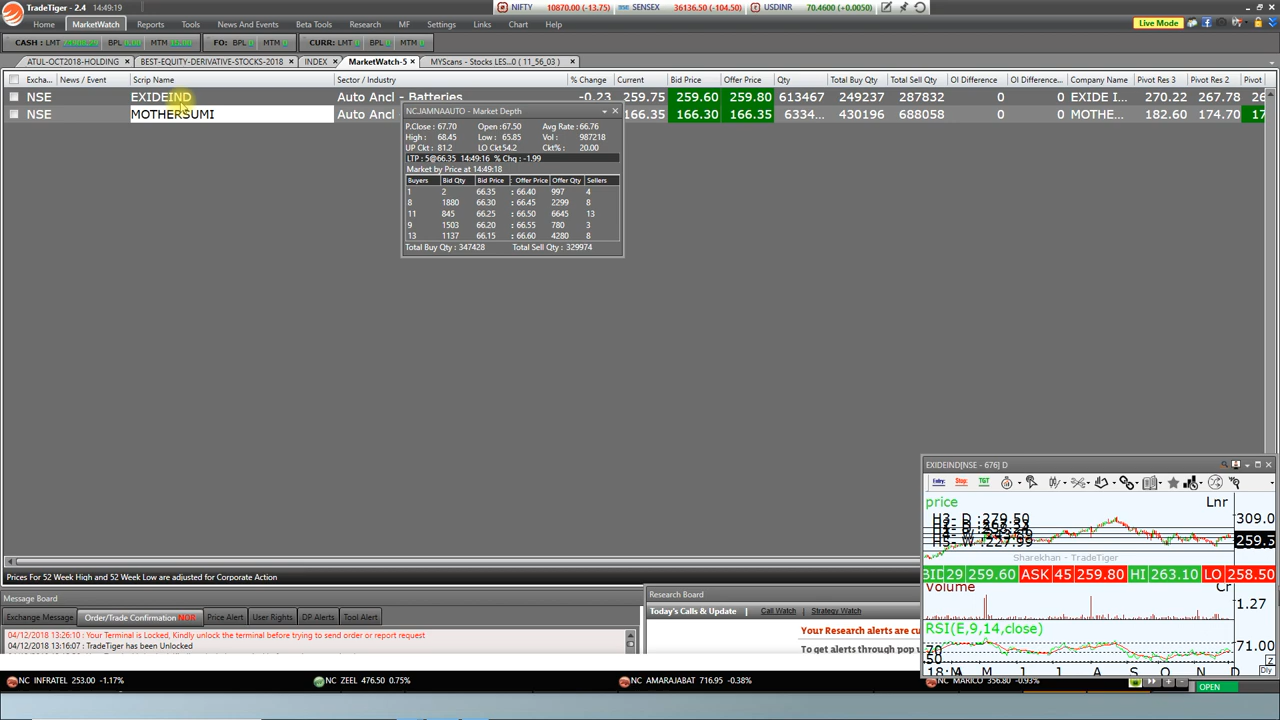 TradeTiger - 2.4 14:49:19 NIFTY 10870.00 (-13.75) SENSEX 36136.50 (-104.50) USDINR 70.4600 (+0.0050)
Home MarketWatch Reports Tools News And Events Beta Tools Research MF Settings Links Chart Help Live Mode
CASH : LMT BPL MTM FO: BPL MTM CURR: LMT BPL MTM
ATUL-OCT2018-HOLDING × BEST-EQUITY-DERIVATIVE-STOCKS-2018 × INDEX × MarketWatch-5 × MYScans - Stocks LES...0 ( 11_56_03 ) ×
Excha... News / Event Scrip Name Sector / Industry % Change Current Bid Price Offer Price Qty Total Buy Qty Total Sell Qty OI Difference OI Difference... Company Name Pivot Res 3 Pivot Res 2 Pivot
NSE EXIDEIND Auto Ancl - Batteries -0.23 259.75 259.60 259.80 613467 249237 287832 0 0 EXIDE I... 270.22 267.78
NSE MOTHERSUMI Auto Ancl 166.35 166.30 166.35 6334... 430196 688058 0 0 MOTHE... 182.60 174.70 17
NC.JAMNAAUTO - Market Depth
P.Close : 67.70 Open : 67.50 Avg Rate : 66.76
High : 68.45 Low : 65.85 Vol : 987218
UP Ckt : 81.2 LO Ckt 54.2 Ckt% : 20.00
LTP : 5@66.35 14:49:16 % Chg : -1.99
Market by Price at 14:49:18
Buyers Bid Qty Bid Price : Offer Price Offer Qty Sellers
1 2 66.35 : 66.40 997 4
8 1880 66.30 : 66.45 2299 8
11 845 66.25 : 66.50 6645 13
9 1503 66.20 : 66.55 780 3
13 1137 66.15 : 66.60 4280 8
Total Buy Qty : 347428 Total Sell Qty : 329974
EXIDEIND[NSE - 676] D
Entry: Stop: TGT
price Lnr
H2- D :279.50 309.0
H5- W :227.99 259.5
Sharekhan - TradeTiger
BID 29 259.60 ASK 45 259.80 HI 263.10 LO 258.50
Volume Cr
1.27
RSI(E,9,14,close)
70 71.00
50
18- M J A S O N D Dly
Prices For 52 Week High and 52 Week Low are adjusted for Corporate Action
Message Board
Exchange Message Order/Trade Confirmation NOR Price Alert User Rights DP Alerts Tool Alert
04/12/2018 13:26:10 : Your Terminal is Locked, Kindly unlock the terminal before trying to send order or report request
04/12/2018 13:16:07 : TradeTiger has been Unlocked
Research Board
Today's Calls & Update Call Watch Strategy Watch
Your Research alerts are cu
To get alerts through pop u
NC INFRATEL 253.00 -1.17% NC ZEEL 476.50 0.75% NC AMARAJABAT 716.95 -0.38% NC MARICO 356.80 -0.93%
OPEN